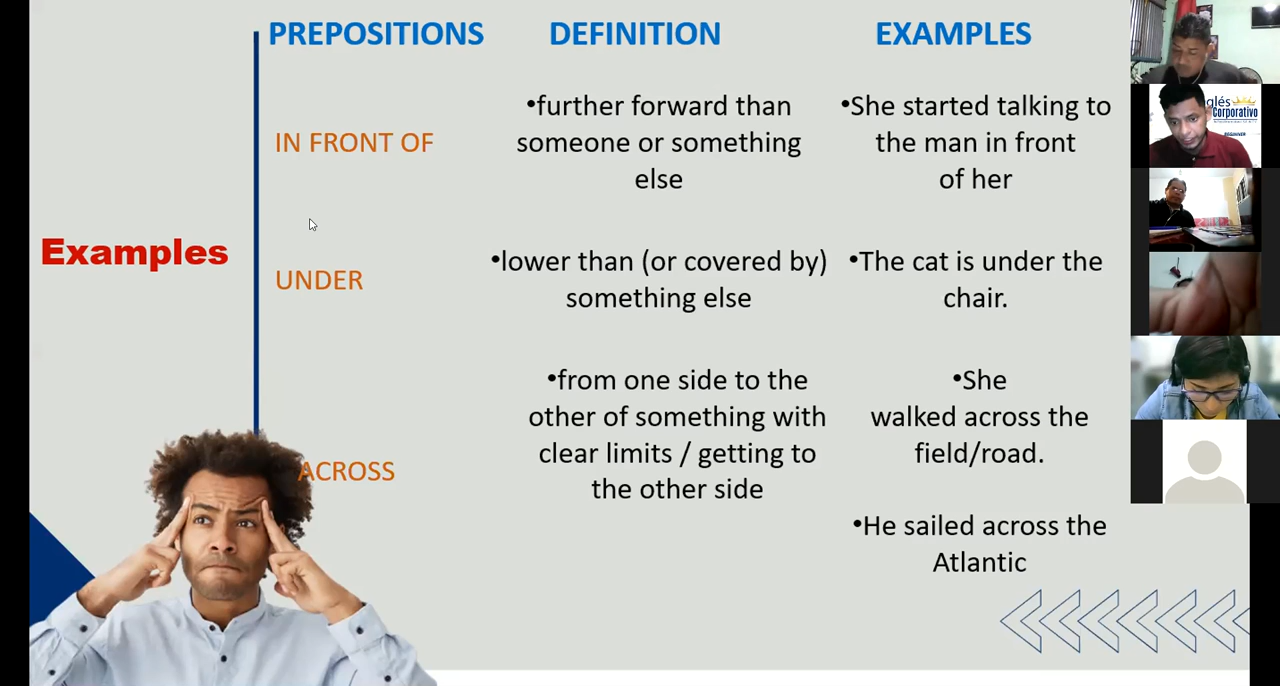 PREPOSITIONS DEFINITION EXAMPLES
IN FRONT OF
•further forward than
someone or something
else
•She started talking to
the man in front
of her
Examples
UNDER
•lower than (or covered by)
something else
•The cat is under the
chair.
ACROSS
•from one side to the
other of something with
clear limits / getting to
the other side
•She
walked across the
field/road.
•He sailed across the
Atlantic
glés
Corporativo
BEGINNER